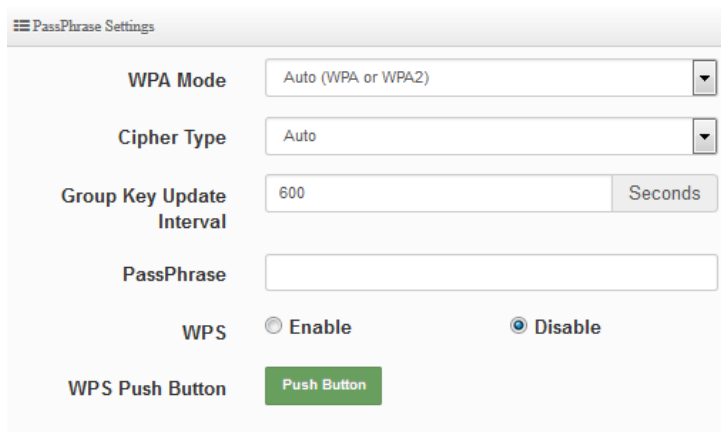 PassPhrase Settings
WPA Mode Auto (WPA or WPA2)
Cipher Type Auto
Group Key Update Interval 600 Seconds
PassPhrase
WPS Enable Disable
WPS Push Button Push Button